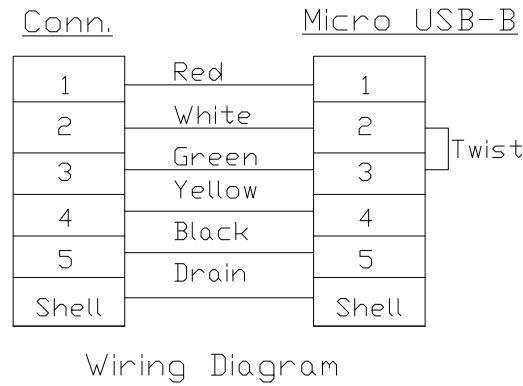 Conn. Micro USB-B
Red
1 1
White
2 2
Twist
Green
3 3
Yellow
4 4
Black
5 5
Drain
Shell Shell
Wiring Diagram